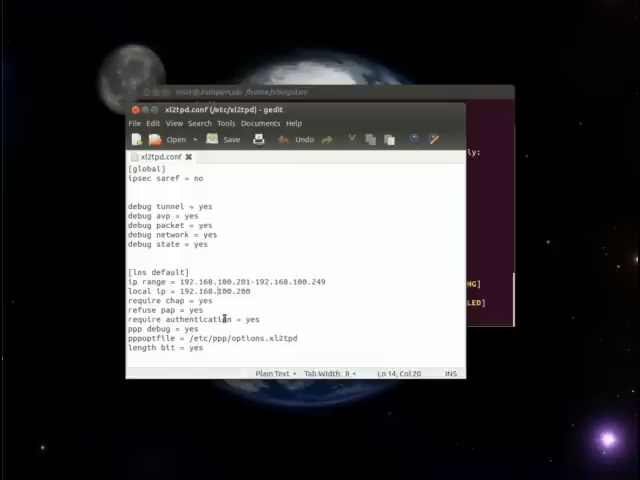 xl2tpd.conf (/etc/xl2tpd) - gedit
File Edit View Search Tools Documents Help
Open Save Undo
xl2tpd.conf
[global]
ipsec saref = no
debug tunnel = yes
debug avp = yes
debug packet = yes
debug network = yes
debug state = yes
[lns default]
ip range = 192.168.100.201-192.168.100.249
local ip = 192.168.100.200
require chap = yes
refuse pap = yes
require authentication = yes
ppp debug = yes
pppoptfile = /etc/ppp/options.xl2tpd
length bit = yes
Plain Text Tab Width: 8 Ln 14, Col 20 INS
ly:
NG]
LED]